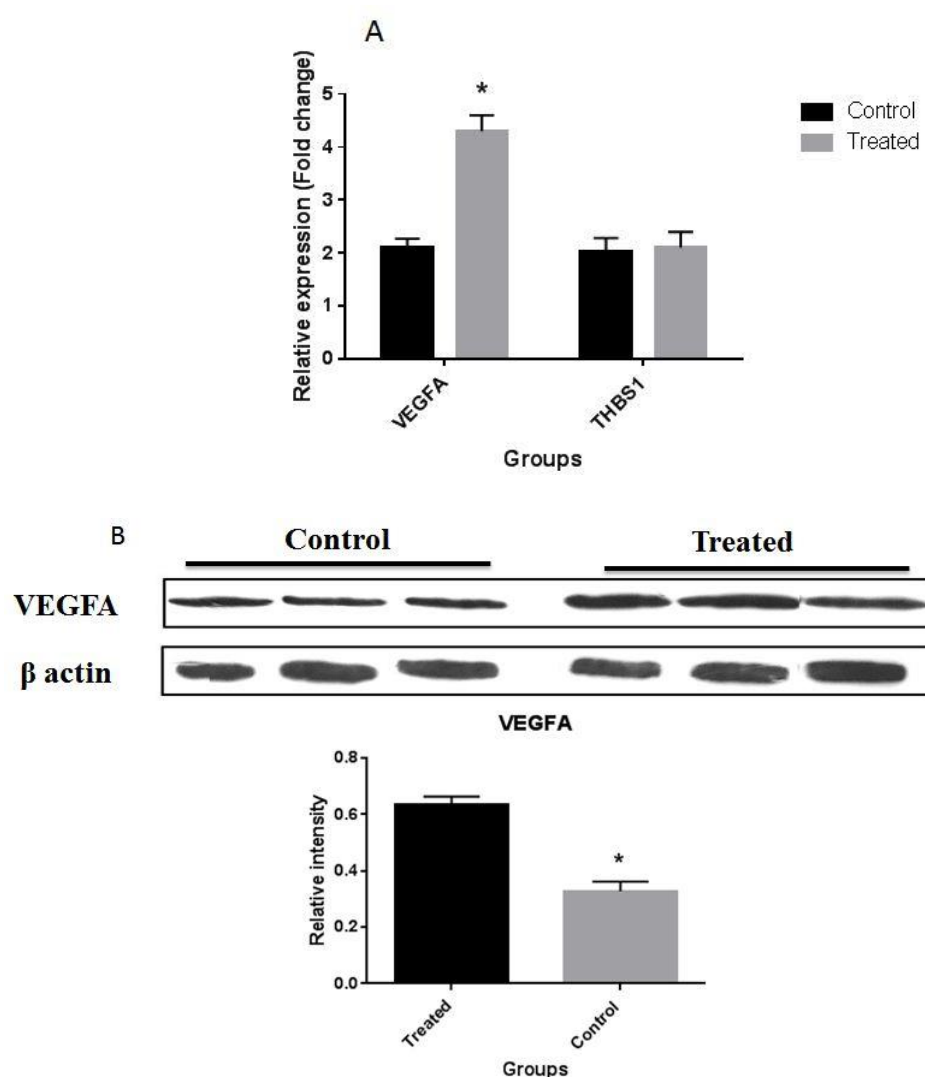 A
Relative expression (Fold change)
5
4
3
2
1
0
*
Control
Treated
VEGFA
THBS1
Groups
B
Control
Treated
VEGFA
β actin
VEGFA
Relative intensity
0.8
0.6
0.4
0.2
0.0
*
Treated
Control
Groups